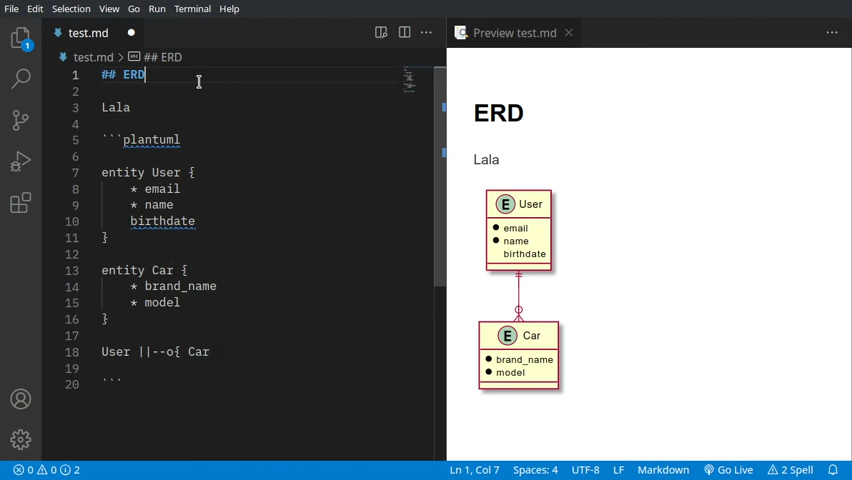 File Edit Selection View Go Run Terminal Help
test.md
Preview test.md
test.md > ## ERD
1 ## ERD
2
3 Lala
4
5 ```plantuml
6
7 entity User {
8 * email
9 * name
10 birthdate
11 }
12
13 entity Car {
14 * brand_name
15 * model
16 }
17
18 User ||--o{ Car
19
20 ```
ERD
Lala
E User
email
name
birthdate
E Car
brand_name
model
1
0 0 2
Ln 1, Col 7 Spaces: 4 UTF-8 LF Markdown Go Live 2 Spell